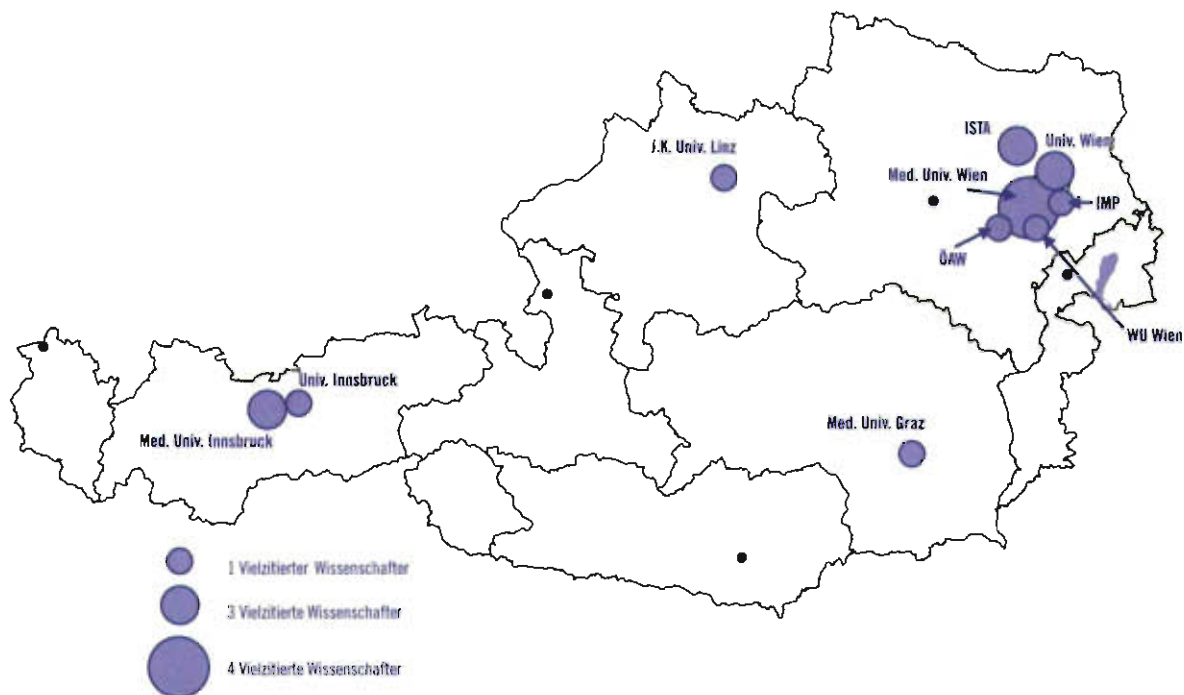 ISTA
Univ. Wien
J.K. Univ. Linz
Med. Univ. Wien
IMP
ÖAW
WU Wien
Univ. Innsbruck
Med. Univ. Innsbruck
Med. Univ. Graz
1 Vielzitierter Wissenschafter
3 Vielzitierte Wissenschafter
4 Vielzitierte Wissenschafter